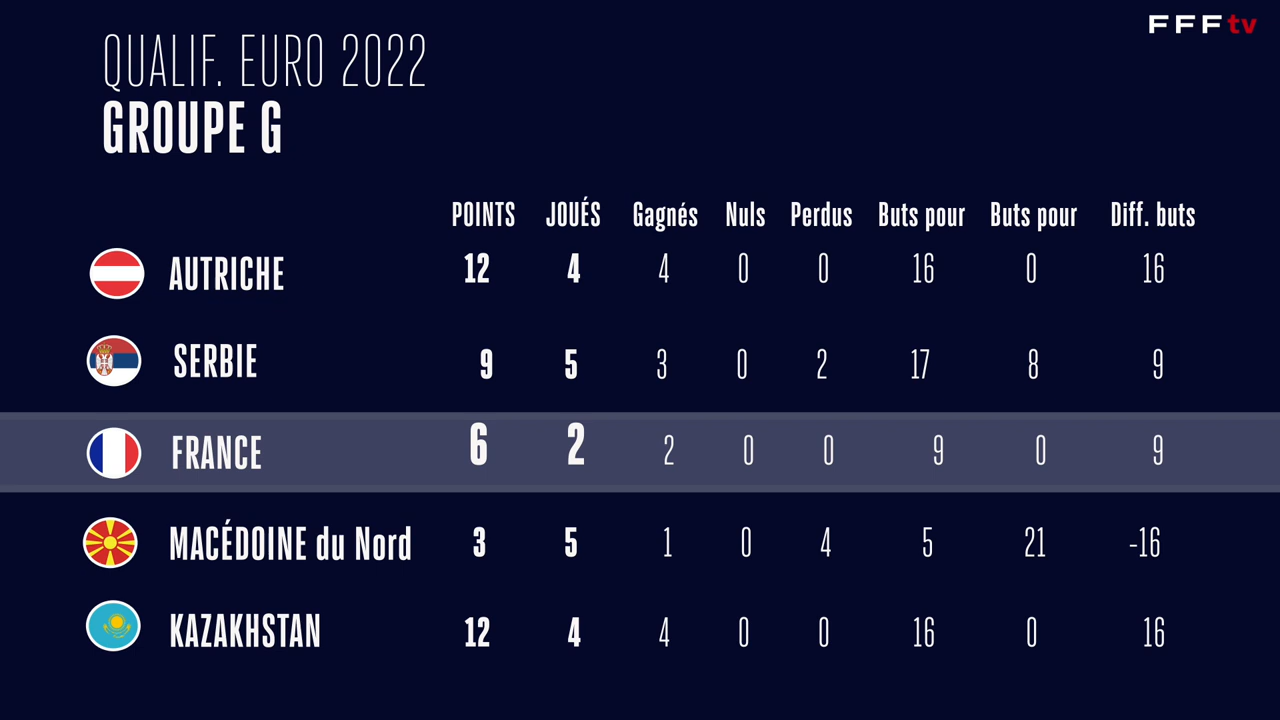 FFFtv
QUALIF. EURO 2022
GROUPE G
POINTS JOUÉS Gagnés Nuls Perdus Buts pour Buts pour Diff. buts
AUTRICHE 12 4 4 0 0 16 0 16
SERBIE 9 5 3 0 2 17 8 9
FRANCE 6 2 2 0 0 9 0 9
MACÉDOINE du Nord 3 5 1 0 4 5 21 -16
KAZAKHSTAN 12 4 4 0 0 16 0 16